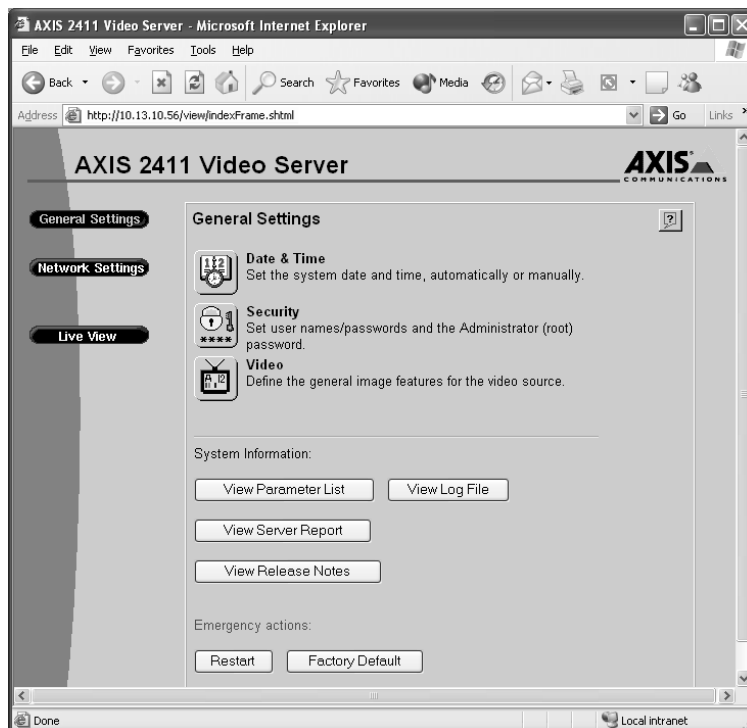 AXIS 2411 Video Server - Microsoft Internet Explorer
File Edit View Favorites Tools Help
Back Search Favorites Media
Address http://10.13.10.56/view/indexFrame.shtml Go Links »
AXIS 2411 Video Server
AXIS
COMMUNICATIONS
General Settings
Network Settings
Live View
General Settings
?
Date & Time
Set the system date and time, automatically or manually.
Security
Set user names/passwords and the Administrator (root)
password.
Video
Define the general image features for the video source.
System Information:
View Parameter List View Log File
View Server Report
View Release Notes
Emergency actions:
Restart Factory Default
Done Local intranet